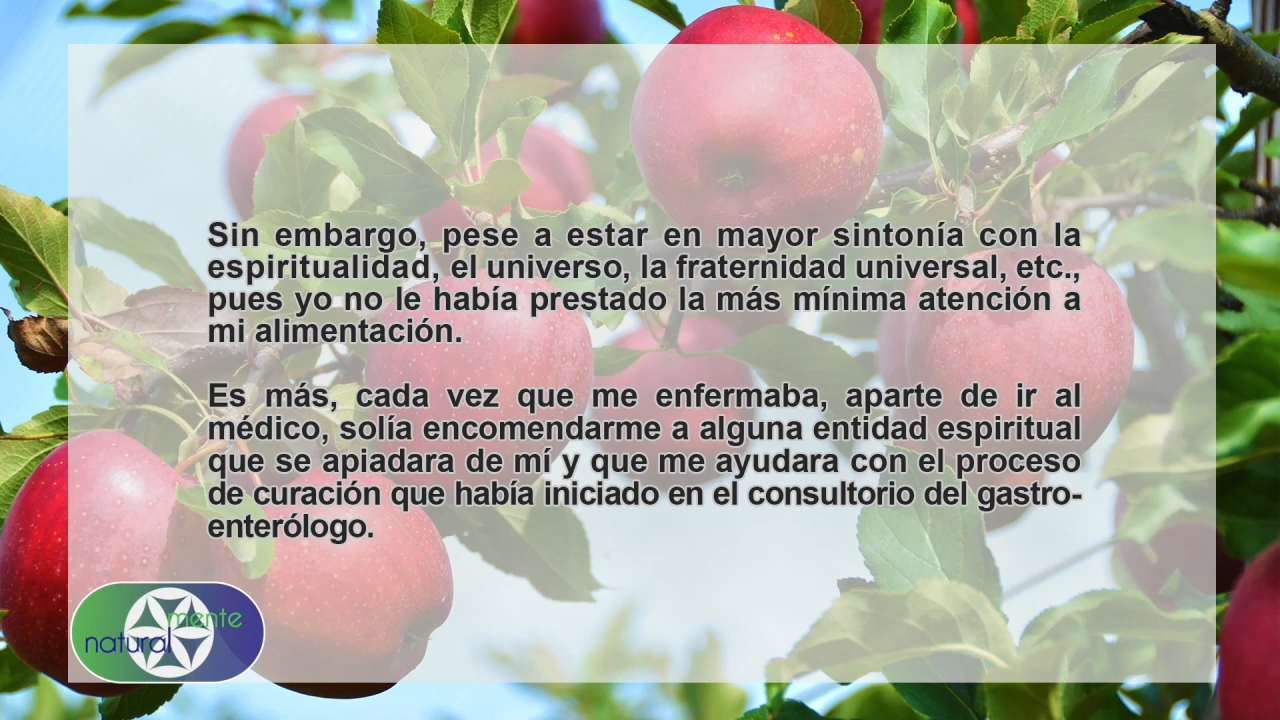 Sin embargo, pese a estar en mayor sintonía con la
espiritualidad, el universo, la fraternidad universal, etc.,
pues yo no le había prestado la más mínima atención a
mi alimentación.
Es más, cada vez que me enfermaba, aparte de ir al
médico, solía encomendarme a alguna entidad espiritual
que se apiadara de mí y que me ayudara con el proceso
de curación que había iniciado en el consultorio del gastro-
enterólogo.
natural
mente